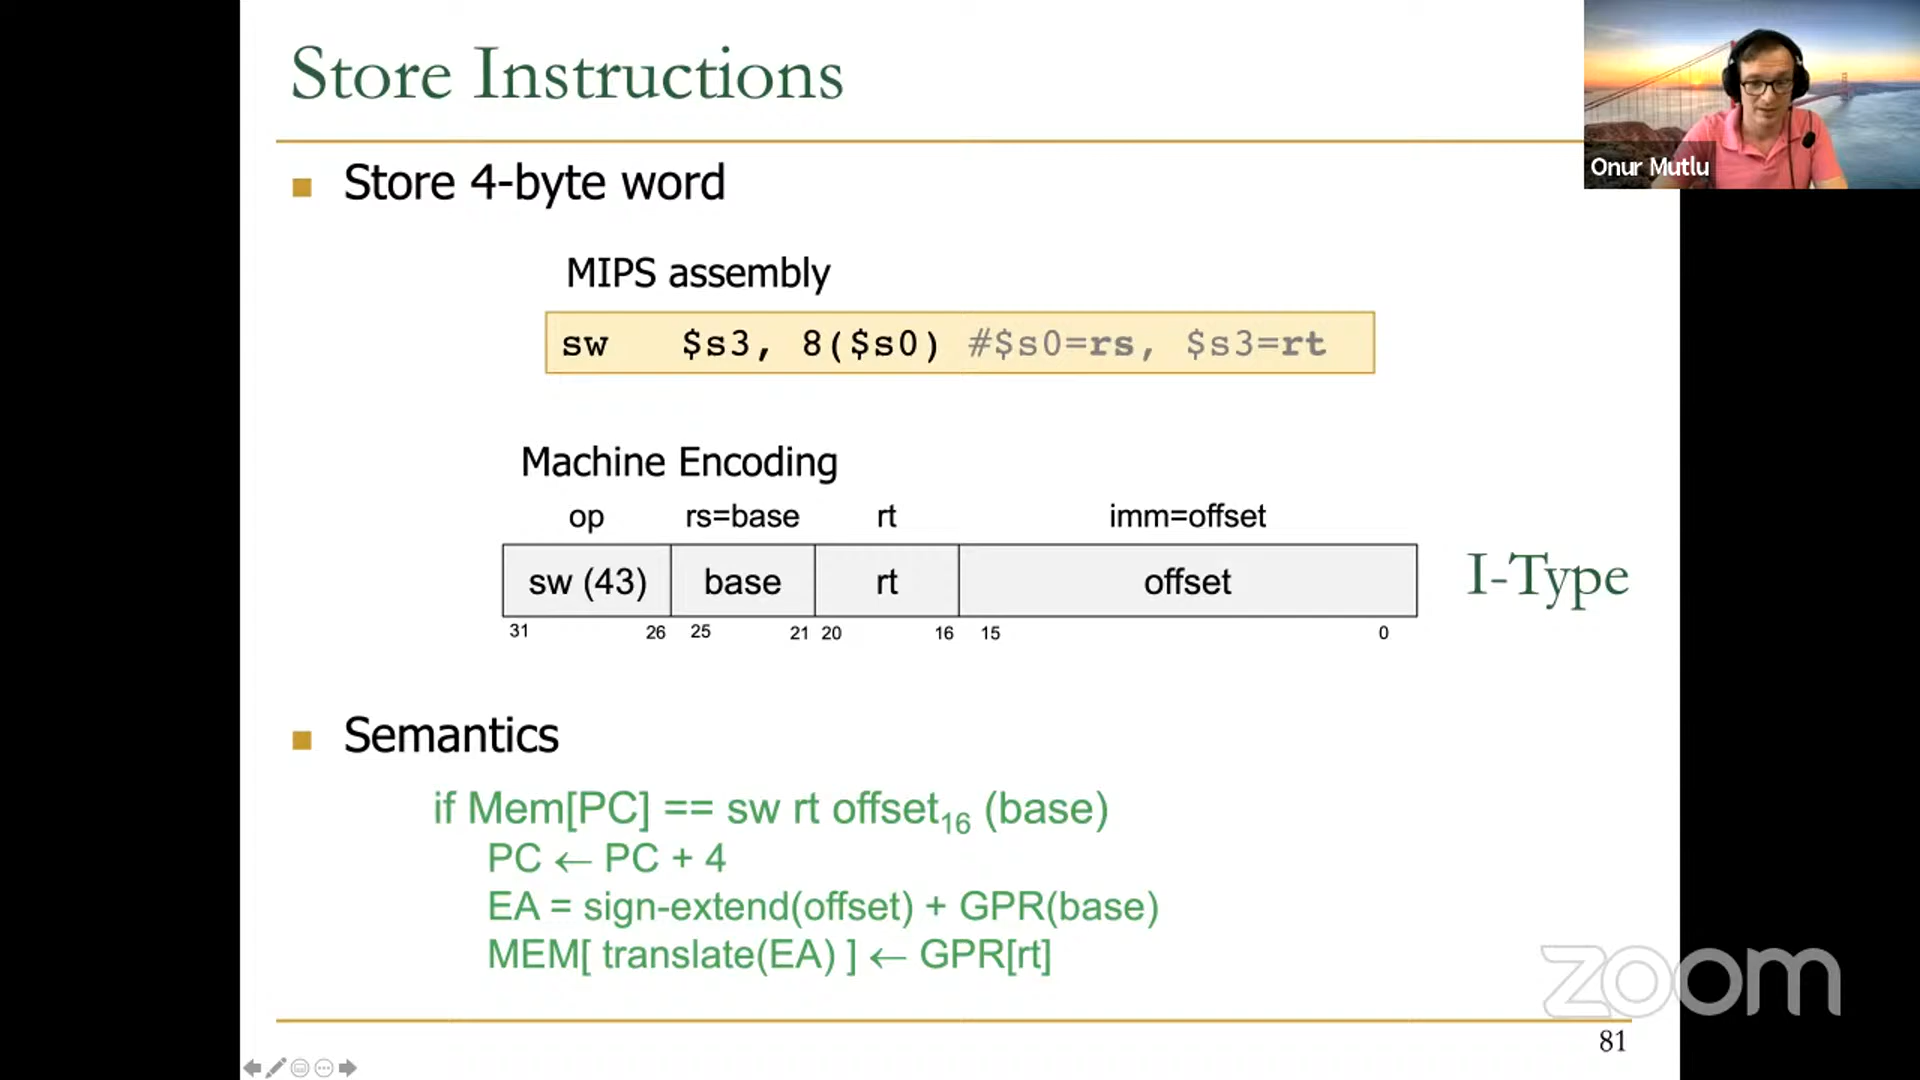 Store Instructions
Onur Mutlu
Store 4-byte word
MIPS assembly
sw $s3, 8($s0) #$s0=rs, $s3=rt
Machine Encoding
op rs=base rt imm=offset
sw (43) base rt offset
I-Type
31 26 25 21 20 16 15 0
Semantics
if Mem[PC] == sw rt offset₁₆ (base)
PC ← PC + 4
EA = sign-extend(offset) + GPR(base)
MEM[ translate(EA) ] ← GPR[rt]
zoom
81